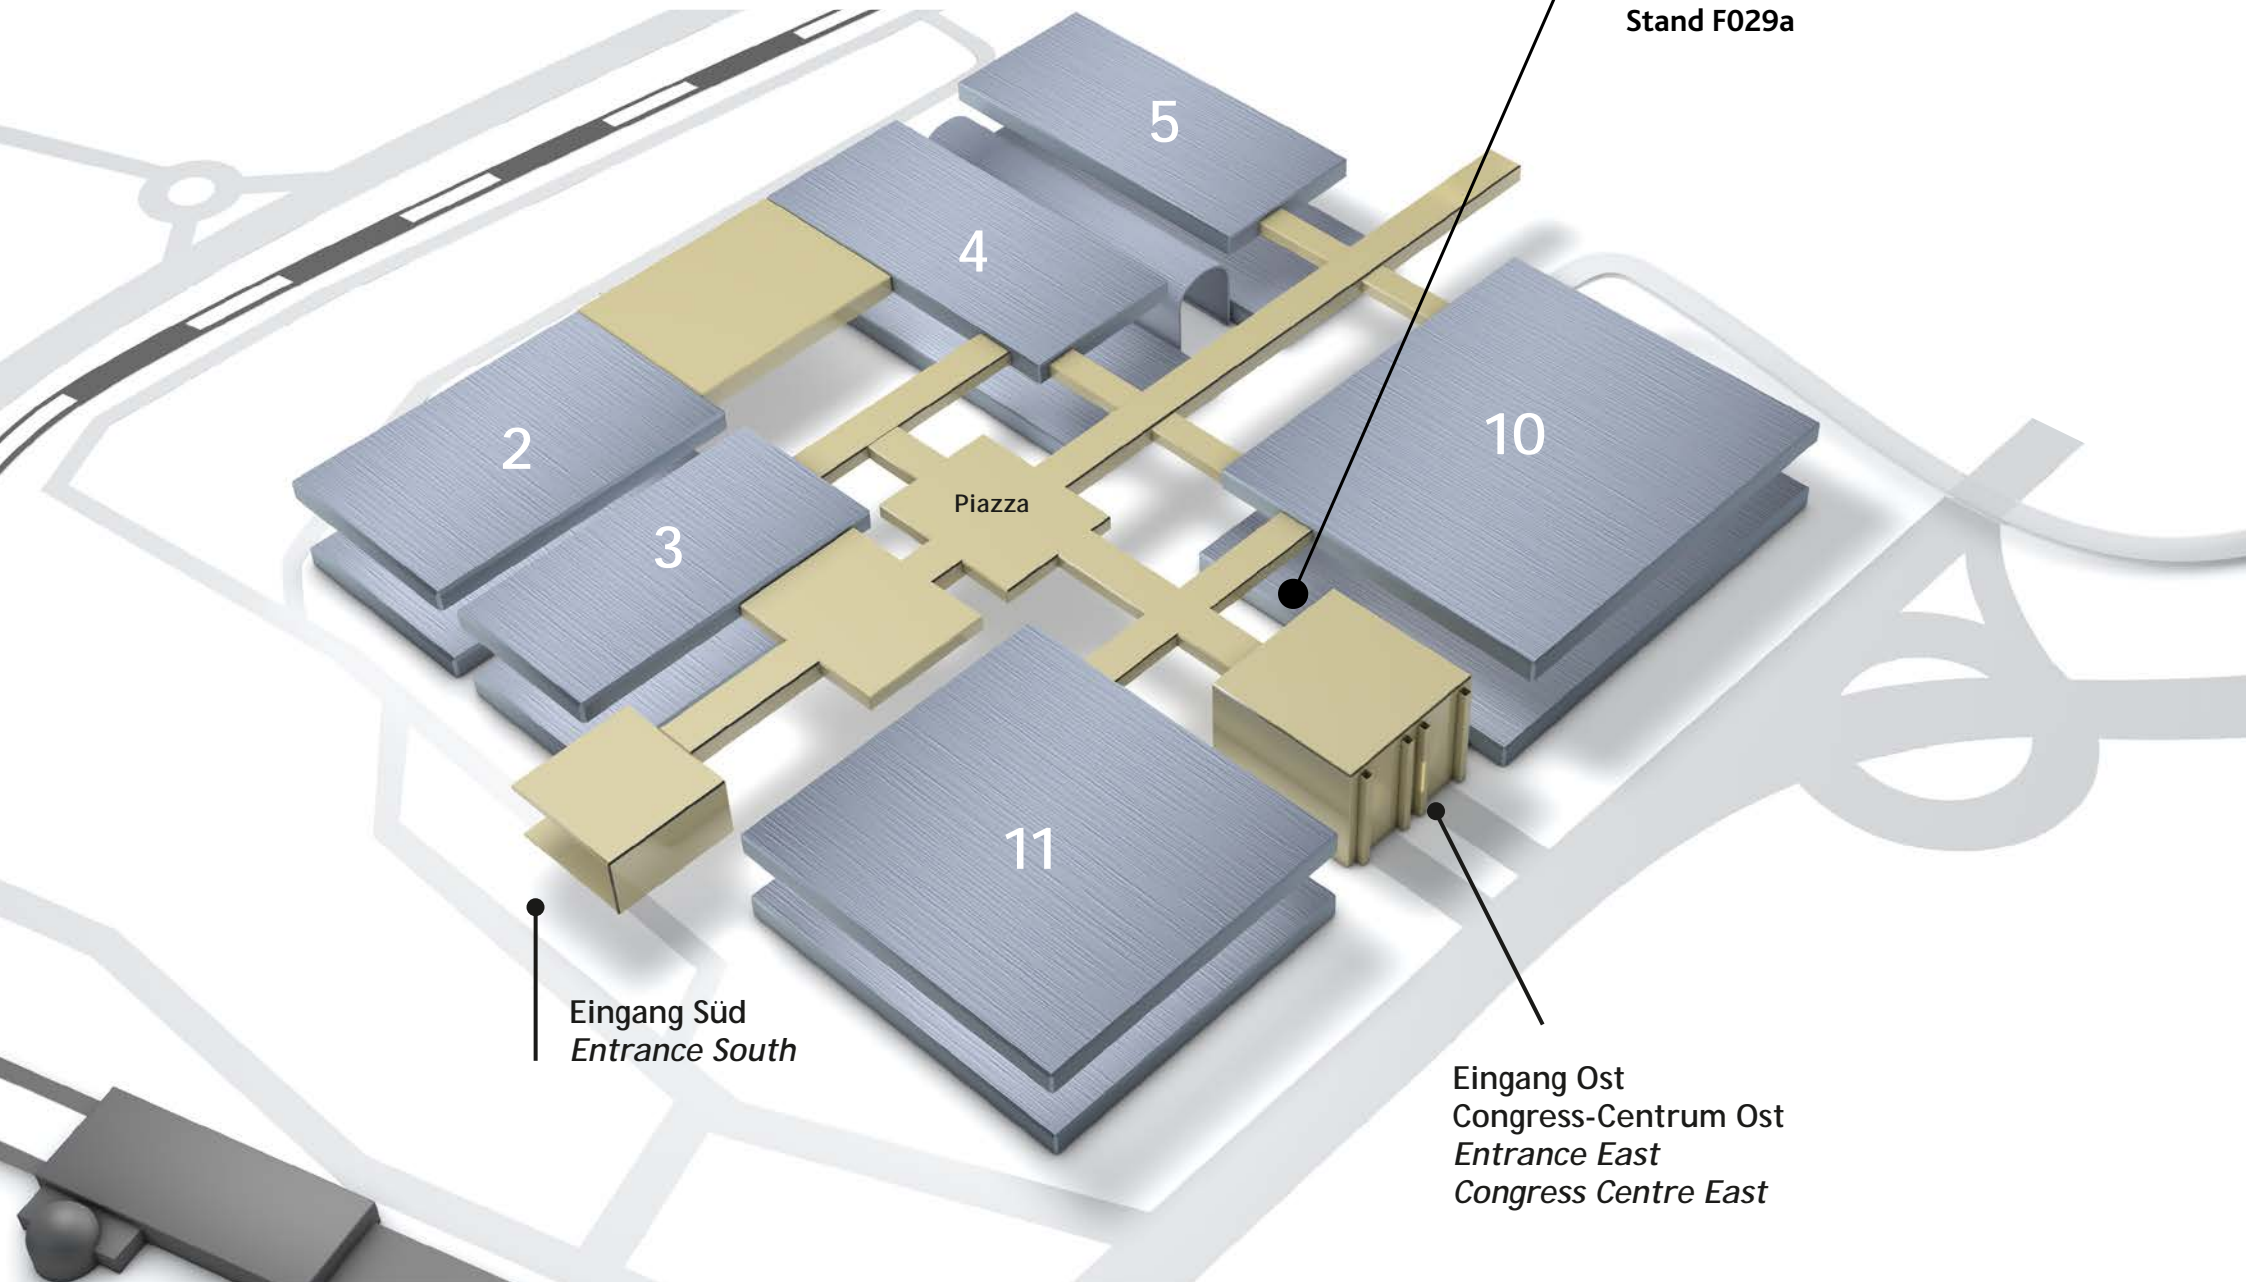 Stand F029a
5
4
10
2
Piazza
3
11
Eingang Süd
Entrance South
Eingang Ost
Congress-Centrum Ost
Entrance East
Congress Centre East